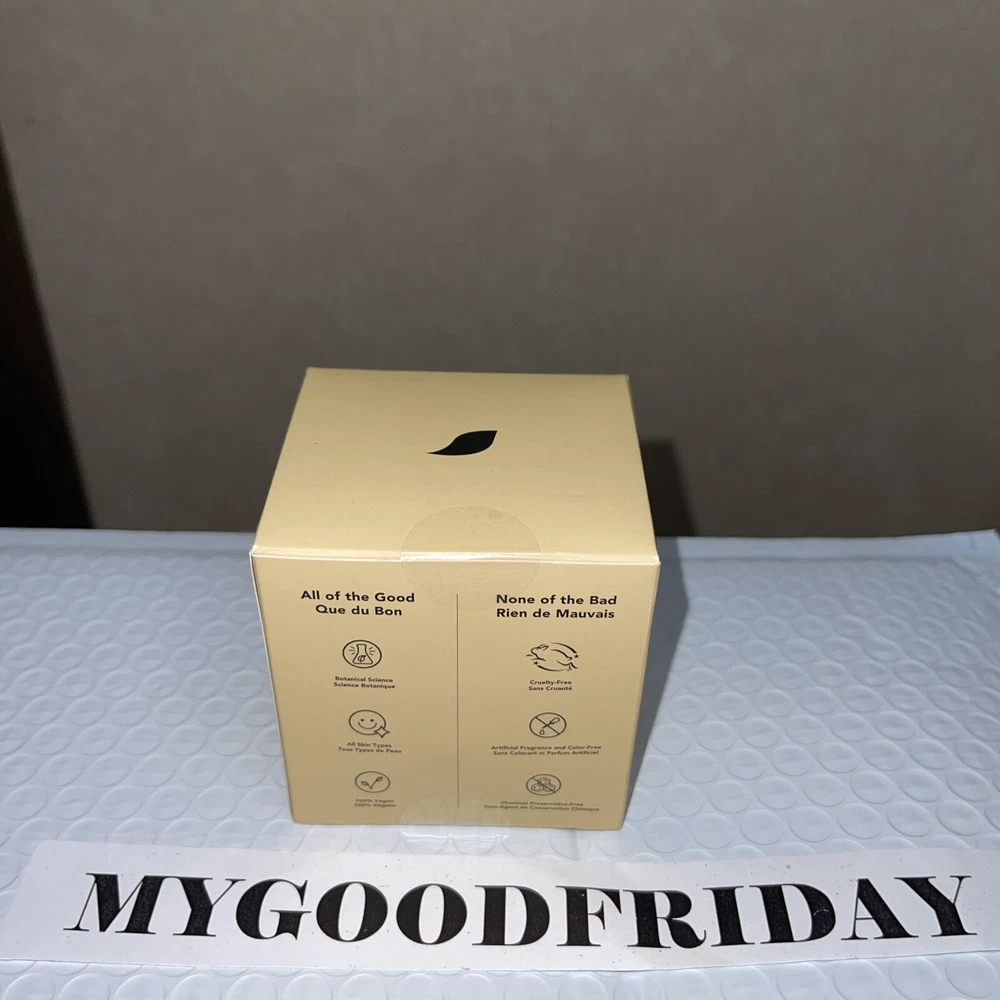 All of the Good
Que du Bon
Botanical Science
Science Botanique
All Skin Types
Tous Types de Peau
100% Vegan
100% Végane
None of the Bad
Rien de Mauvais
Cruelty-Free
Sans Cruauté
Artificial Fragrance and Color-Free
Sans Colorant ni Parfum Artificiel
Chemical Preservative-Free
Sans Agent de Conservation Chimique
MYGOODFRIDAY